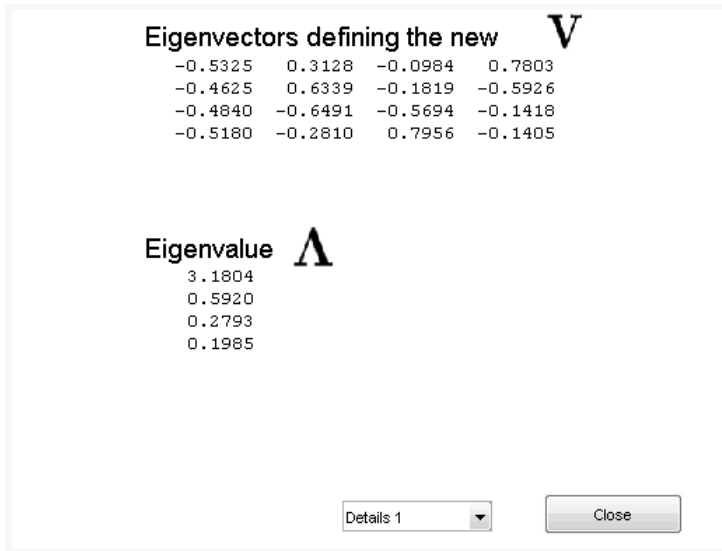 Eigenvectors defining the new V
-0.5325 0.3128 -0.0984 0.7803
-0.4625 0.6339 -0.1819 -0.5926
-0.4840 -0.6491 -0.5694 -0.1418
-0.5180 -0.2810 0.7956 -0.1405
Eigenvalue Λ
3.1804
0.5920
0.2793
0.1985
Details 1
Close